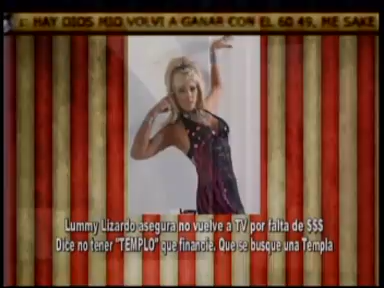 HAY DIOS MIO VOLVI A GANAR CON EL 60 49, ME SAKE
Lummy Lizardo asegura no vuelve a TV por falta de $$$
Dice no tener "TEMPLO" que financie. Que se busque una Templa